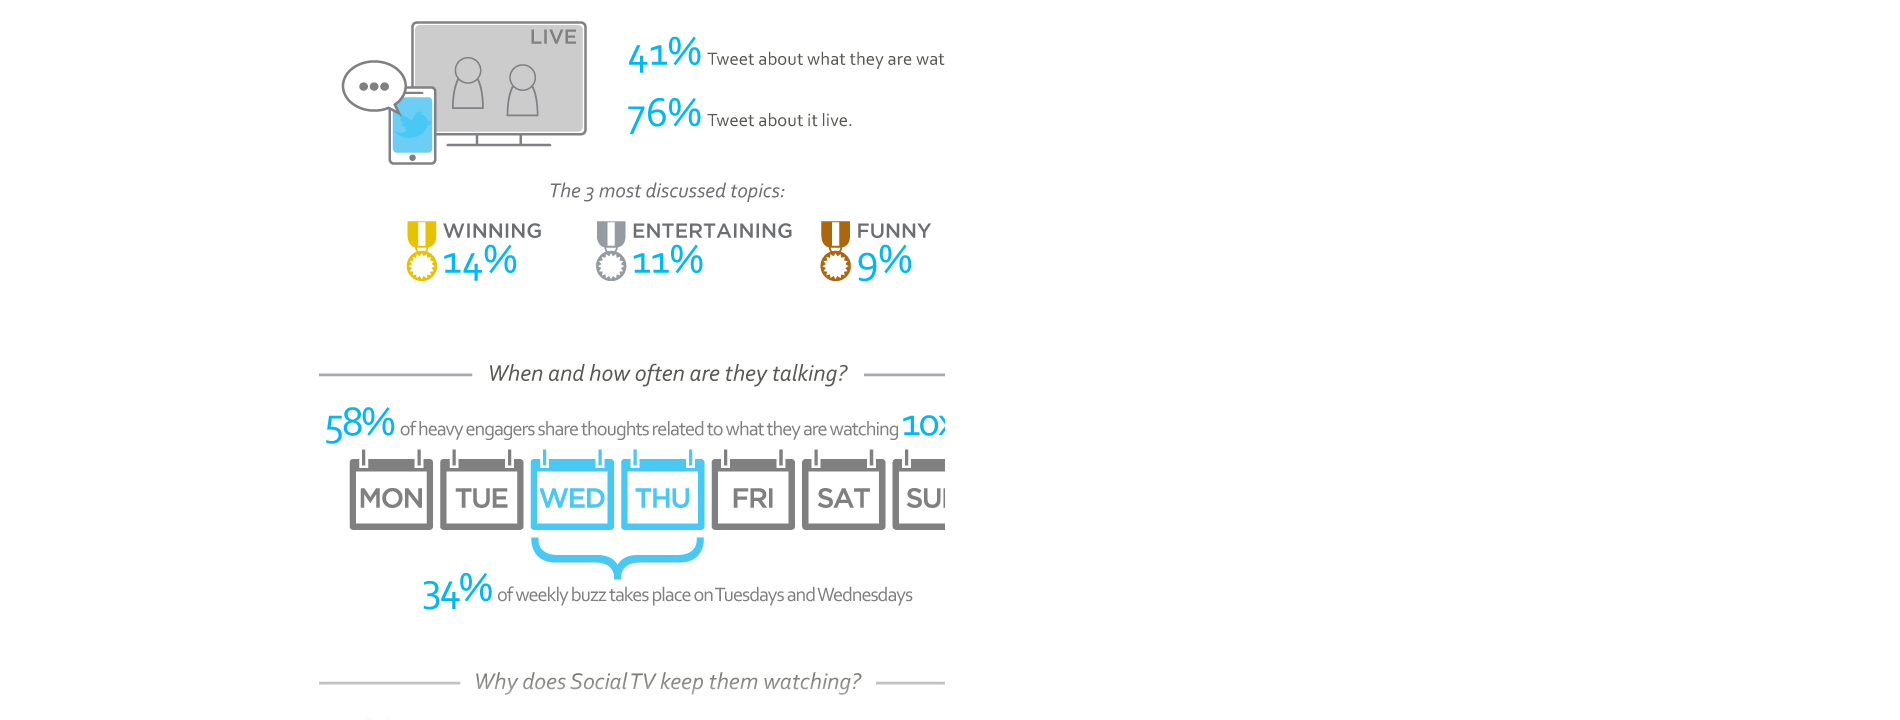 LIVE
41% Tweet about what they are wat
76% Tweet about it live.
The 3 most discussed topics:
WINNING ENTERTAINING FUNNY
14% 11% 9%
When and how often are they talking?
58% of heavy engagers share thoughts related to what they are watching 10x
MON TUE WED THU FRI SAT SU
34% of weekly buzz takes place on Tuesdays and Wednesdays
Why does Social TV keep them watching?